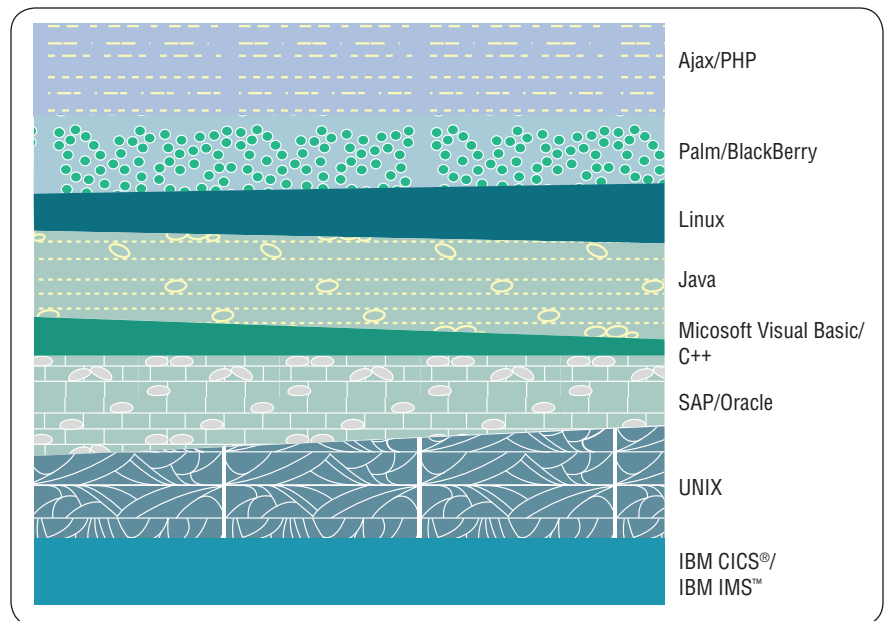 Ajax/PHP
Palm/BlackBerry
Linux
Java
Micosoft Visual Basic/
C++
SAP/Oracle
UNIX
IBM CICS®/
IBM IMS™